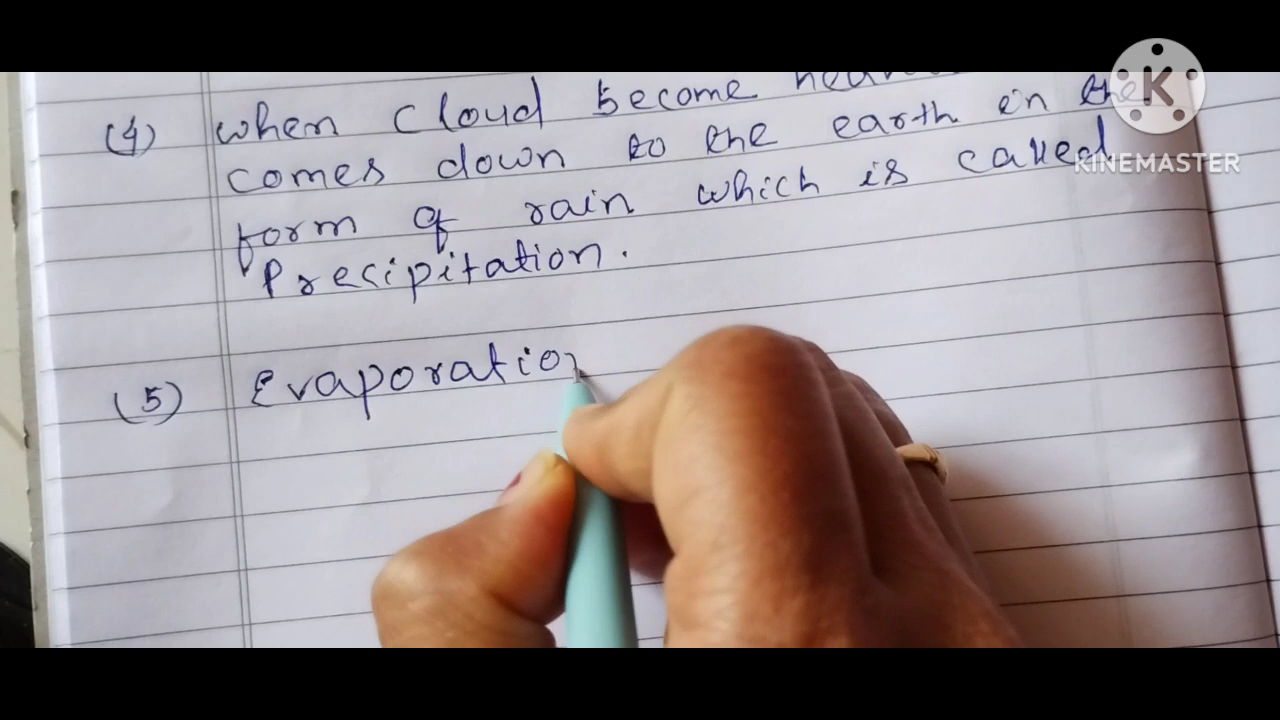 (4) when cloud become
comes down to the earth in the
form of rain which is called
Precipitation.
(5) Evaporation
K
KINEMASTER